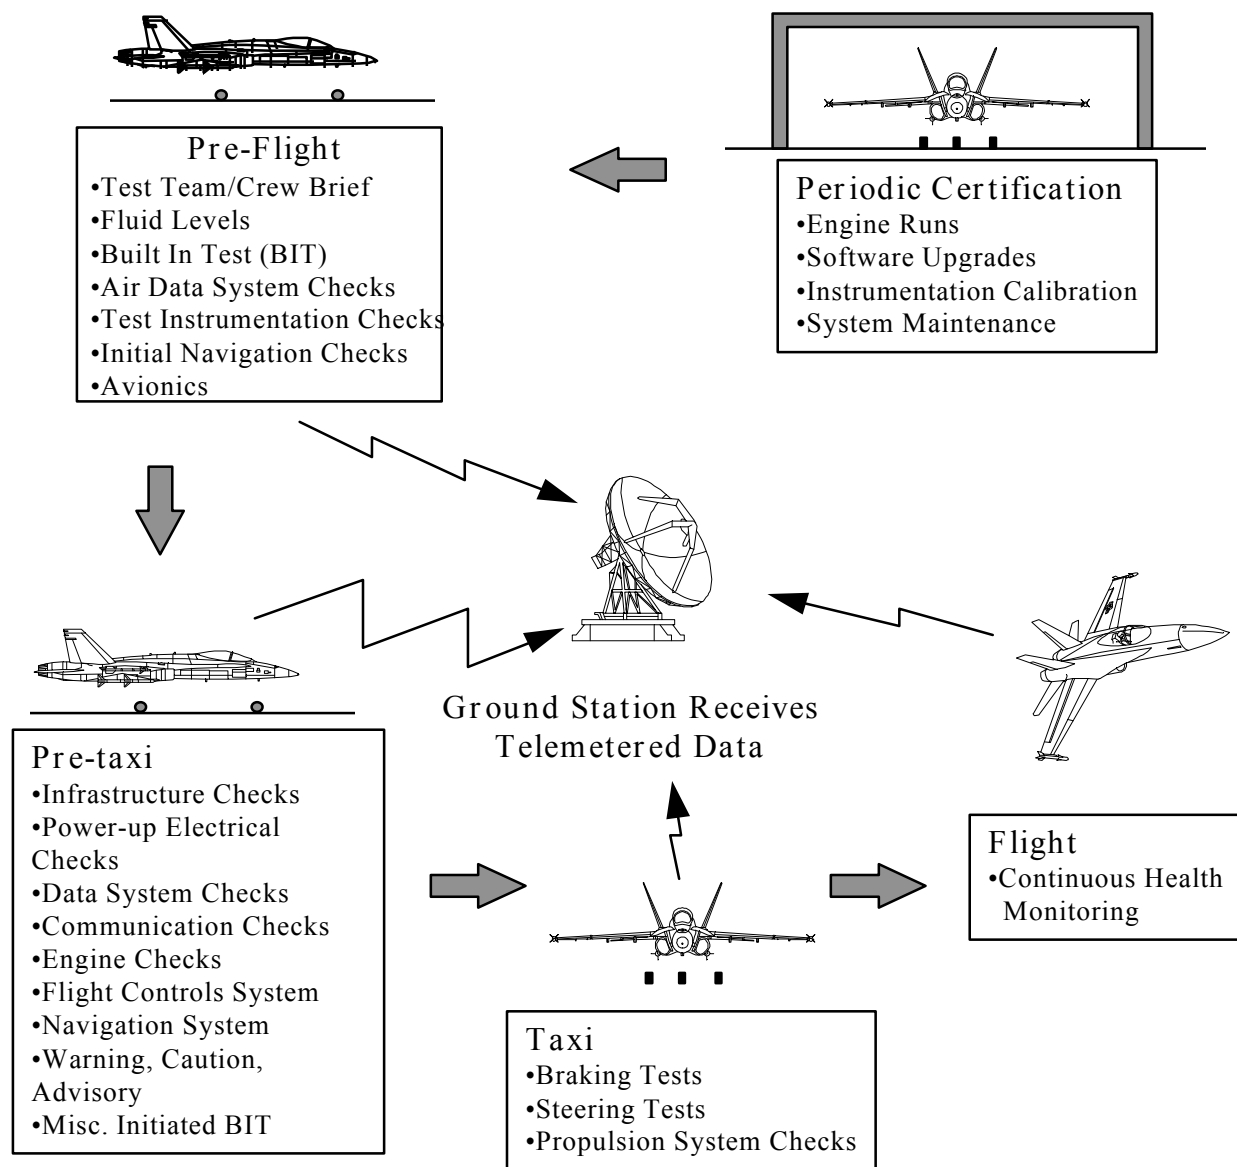 Pre-Flight
•Test Team/Crew Brief
•Fluid Levels
•Built In Test (BIT)
•Air Data System Checks
•Test Instrumentation Checks
•Initial Navigation Checks
•Avionics
Periodic Certification
•Engine Runs
•Software Upgrades
•Instrumentation Calibration
•System Maintenance
Ground Station Receives
Telemetered Data
Pre-taxi
•Infrastructure Checks
•Power-up Electrical
Checks
•Data System Checks
•Communication Checks
•Engine Checks
•Flight Controls System
•Navigation System
•Warning, Caution,
Advisory
•Misc. Initiated BIT
Taxi
•Braking Tests
•Steering Tests
•Propulsion System Checks
Flight
•Continuous Health
Monitoring